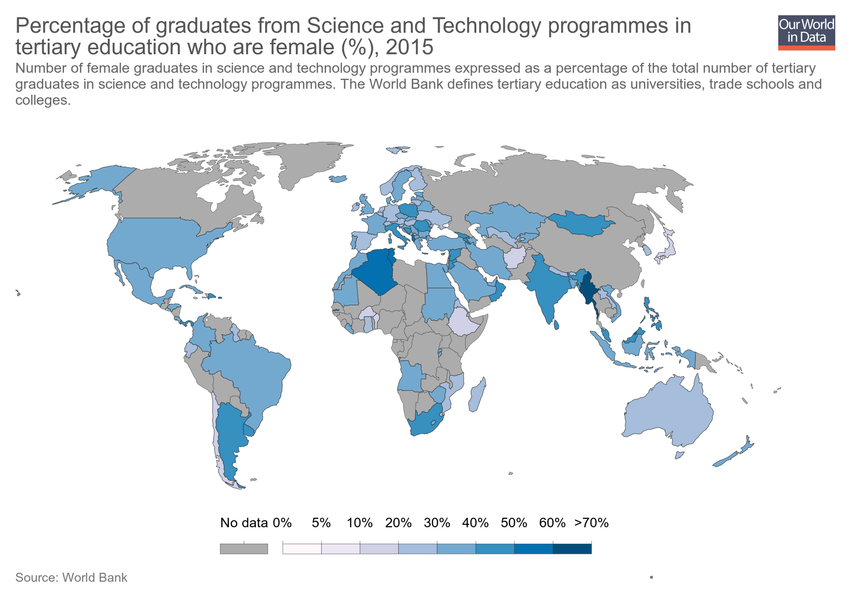 Percentage of graduates from Science and Technology programmes in
tertiary education who are female (%), 2015
Our World
in Data
Number of female graduates in science and technology programmes expressed as a percentage of the total number of tertiary
graduates in science and technology programmes. The World Bank defines tertiary education as universities, trade schools and
colleges.
No data 0% 5% 10% 20% 30% 40% 50% 60% >70%
Source: World Bank